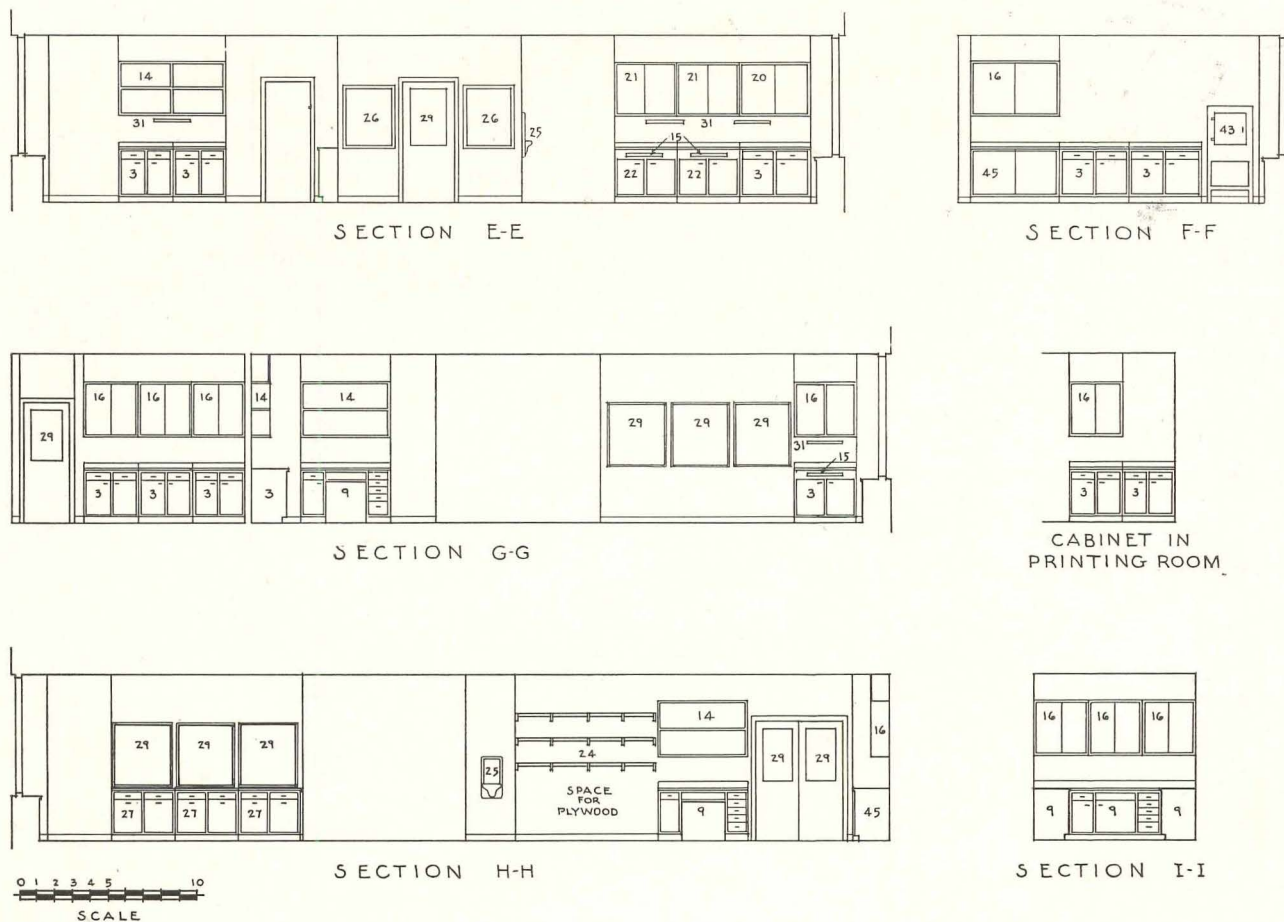 14
31
3 3
26 29 26
25
21 21 20
31
15
22 22 3
SECTION E-E
16
43
45 3 3
SECTION F-F
29
16 16 16
3 3 3
14
3
14
9
29 29 29
16
31
15
3
SECTION G-G
16
3 3
CABINET IN
PRINTING ROOM
29 29 29
27 27 27
25
24
SPACE
FOR
PLYWOOD
14
9
29 29
16
45
SECTION H-H
16 16 16
9 9 9
SECTION I-I
0 1 2 3 4 5 10
SCALE